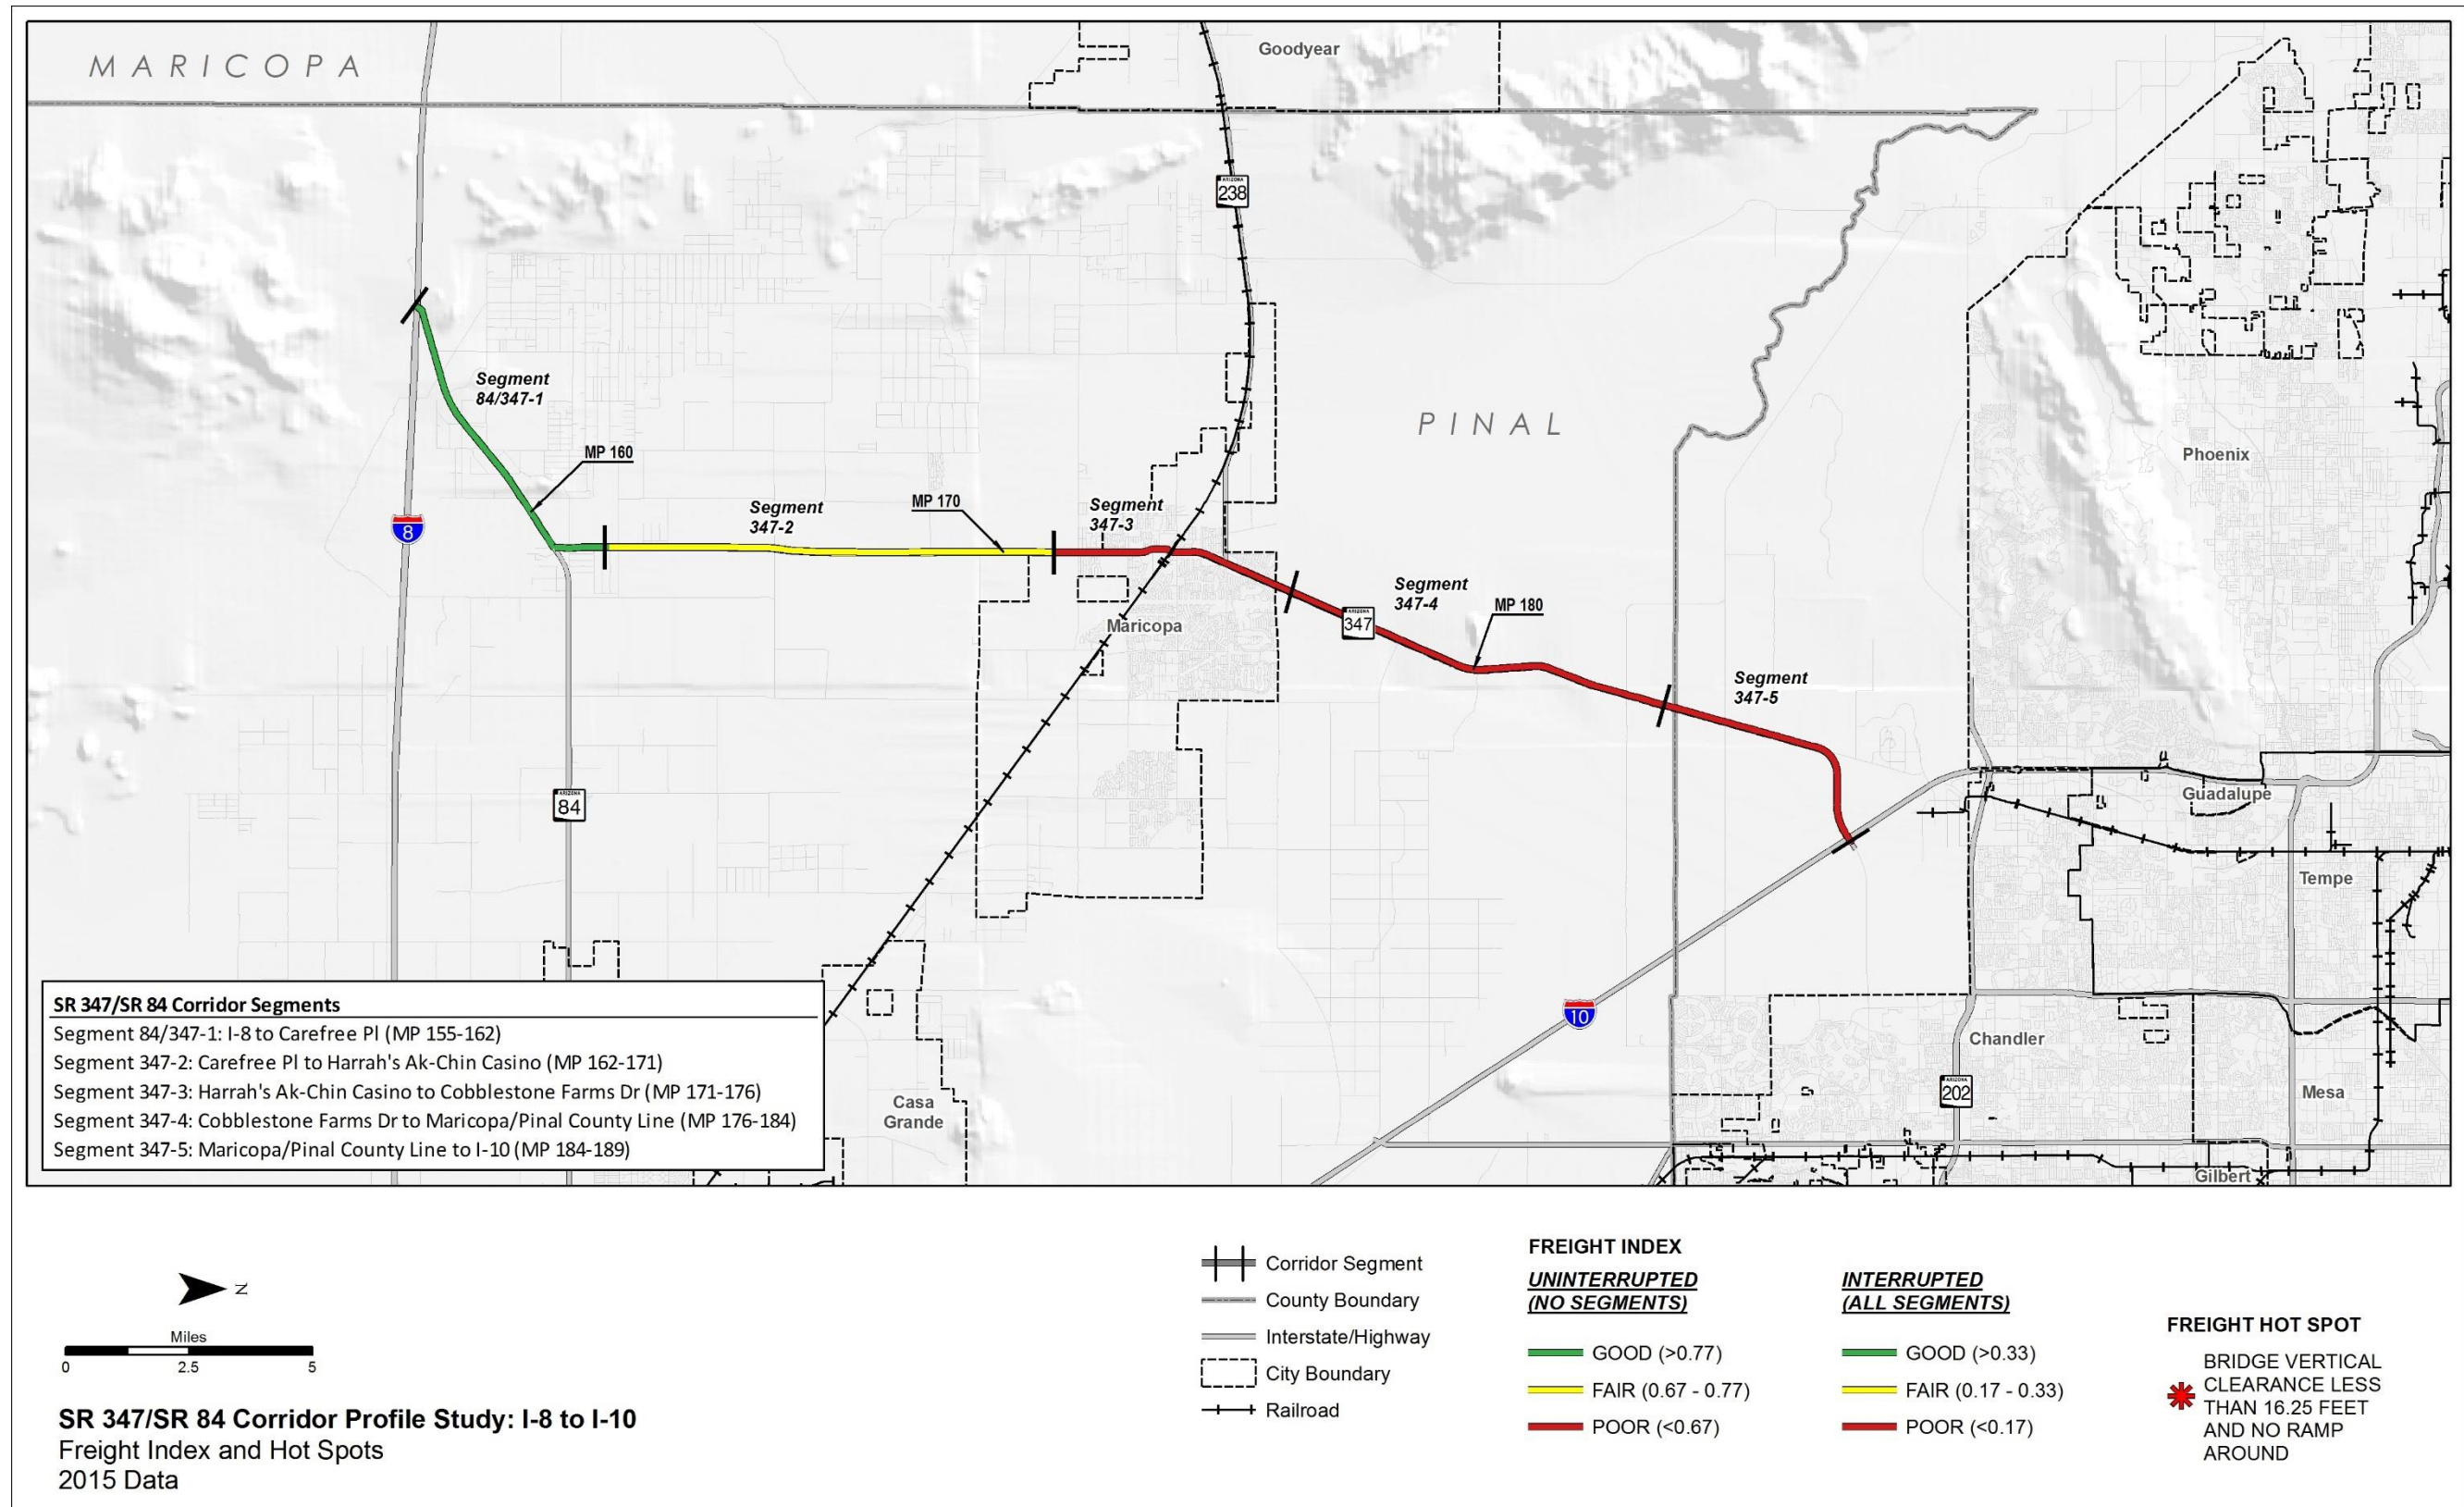 MARICOPA
Goodyear
ARIZONA
238
Segment
84/347-1
MP 160
8
Segment
347-2
MP 170
Segment
347-3
PINAL
Phoenix
Segment
347-4
MP 180
ARIZONA
347
Maricopa
Segment
347-5
ARIZONA
84
Guadalupe
Tempe
10
Chandler
ARIZONA
202
Mesa
Casa
Grande
Gilbert
SR 347/SR 84 Corridor Segments
Segment 84/347-1: I-8 to Carefree Pl (MP 155-162)
Segment 347-2: Carefree Pl to Harrah's Ak-Chin Casino (MP 162-171)
Segment 347-3: Harrah's Ak-Chin Casino to Cobblestone Farms Dr (MP 171-176)
Segment 347-4: Cobblestone Farms Dr to Maricopa/Pinal County Line (MP 176-184)
Segment 347-5: Maricopa/Pinal County Line to I-10 (MP 184-189)
N
Miles
0 2.5 5
SR 347/SR 84 Corridor Profile Study: I-8 to I-10
Freight Index and Hot Spots
2015 Data
Corridor Segment
County Boundary
Interstate/Highway
City Boundary
Railroad
FREIGHT INDEX
UNINTERRUPTED
(NO SEGMENTS)
GOOD (>0.77)
FAIR (0.67 - 0.77)
POOR (<0.67)
INTERRUPTED
(ALL SEGMENTS)
GOOD (>0.33)
FAIR (0.17 - 0.33)
POOR (<0.17)
FREIGHT HOT SPOT
BRIDGE VERTICAL
CLEARANCE LESS
THAN 16.25 FEET
AND NO RAMP
AROUND